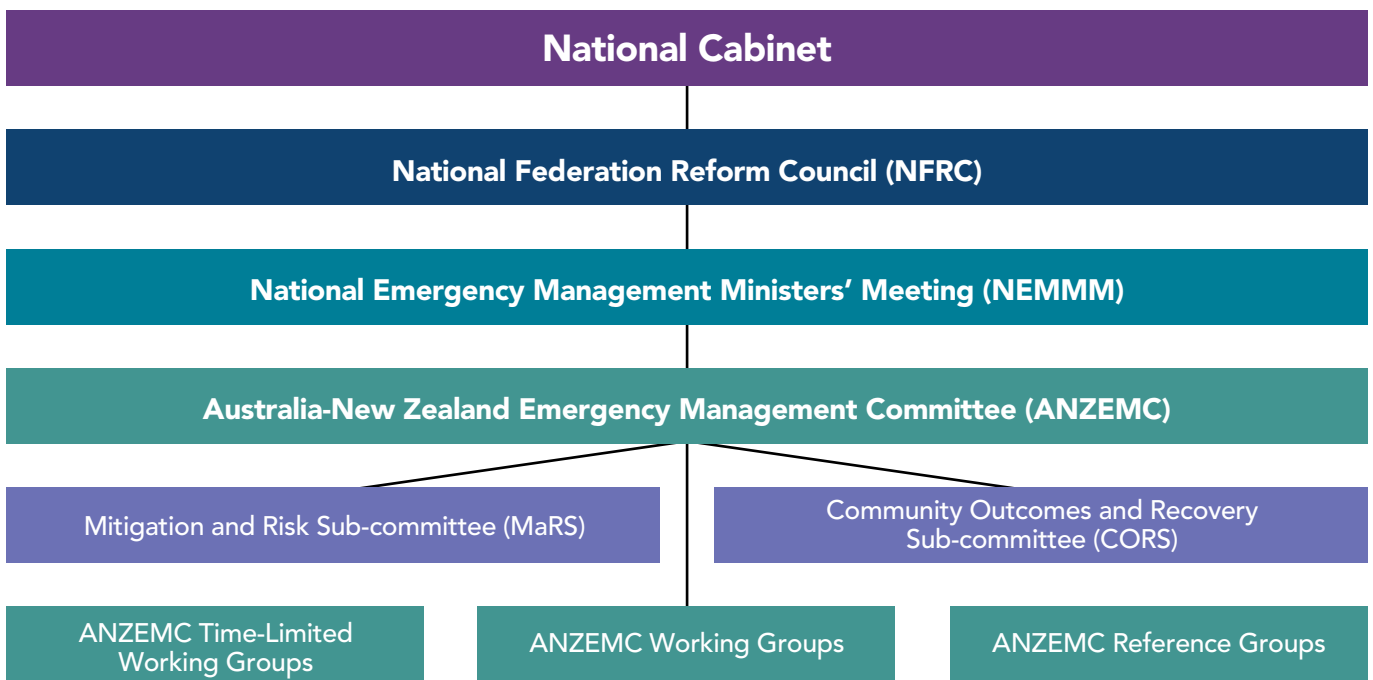 National Cabinet
National Federation Reform Council (NFRC)
National Emergency Management Ministers’ Meeting (NEMMM)
Australia-New Zealand Emergency Management Committee (ANZEMC)
Mitigation and Risk Sub-committee (MaRS)
Community Outcomes and Recovery
Sub-committee (CORS)
ANZEMC Time-Limited
Working Groups
ANZEMC Working Groups
ANZEMC Reference Groups